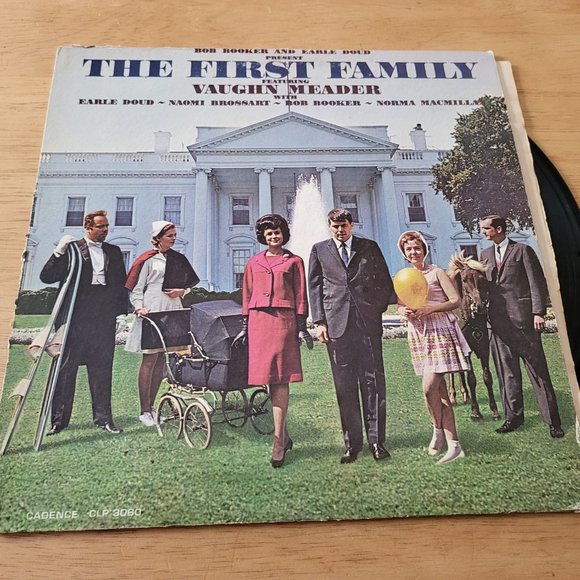 BOB BOOKER AND EARLE DOUD
PRESENT
THE FIRST FAMILY
FEATURING
VAUGHN MEADER
WITH
EARLE DOUD ~ NAOMI BROSSART ~ BOB BOOKER ~ NORMA MACMILLA
CADENCE CLP 3060